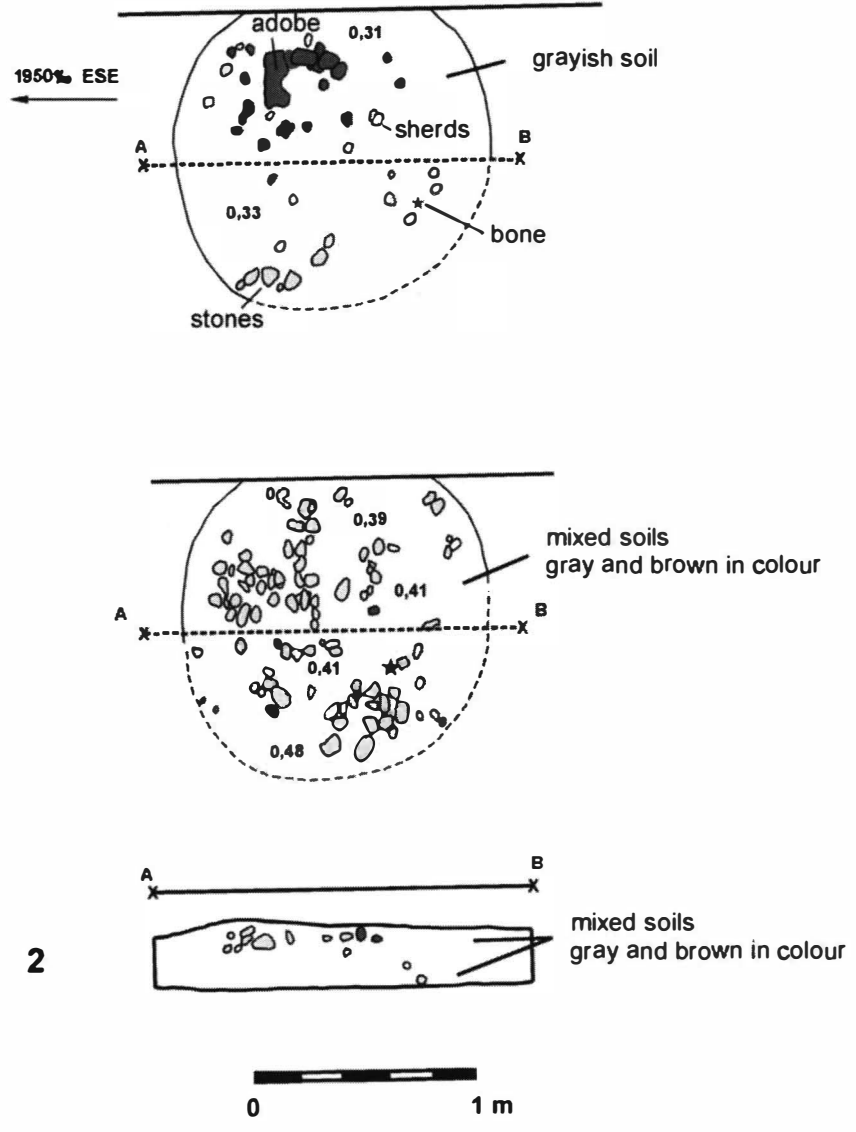 adobe
0,31
grayish soil
1950‰ ESE
sherds
A
B
0,33
bone
stones
0,39
mixed soils
gray and brown in colour
0,41
A
B
0,41
0,48
A
B
mixed soils
gray and brown in colour
2
0
1 m